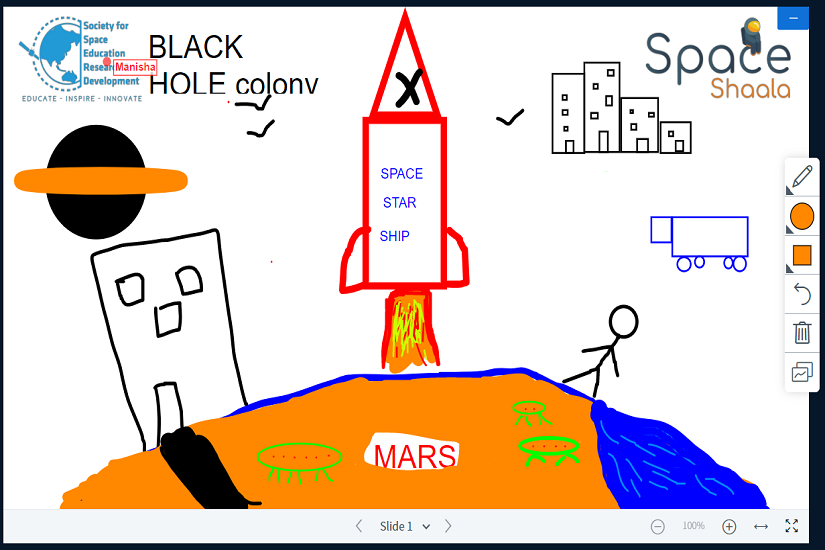 Society for
Space
Education
Resear
Manisha
Development
EDUCATE - INSPIRE - INNOVATE
BLACK
HOLE colony
X
Space
Shaala
SPACE
STAR
SHIP
MARS
Slide 1
100%